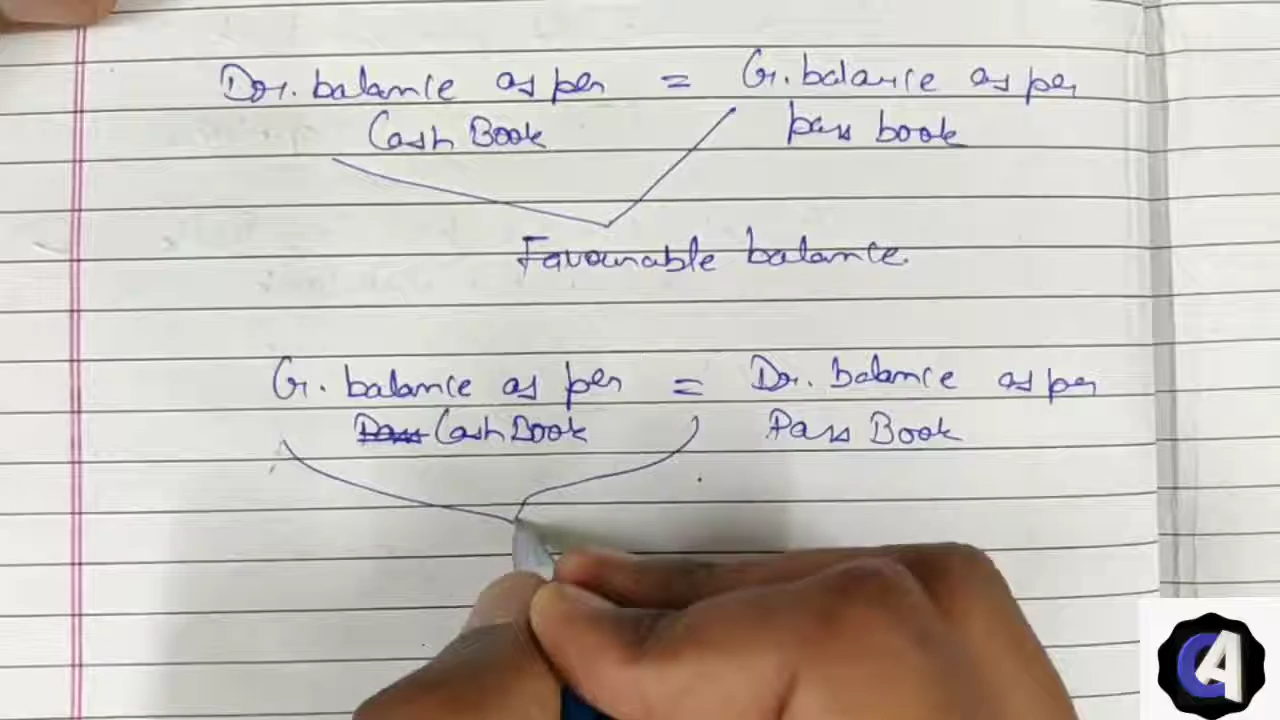 Dr. balance as per = Cr. balance as per
Cash Book pass book
Favourable balance.
Cr. balance as per = Dr. balance as per
Pass Cash Book Pass Book
CA